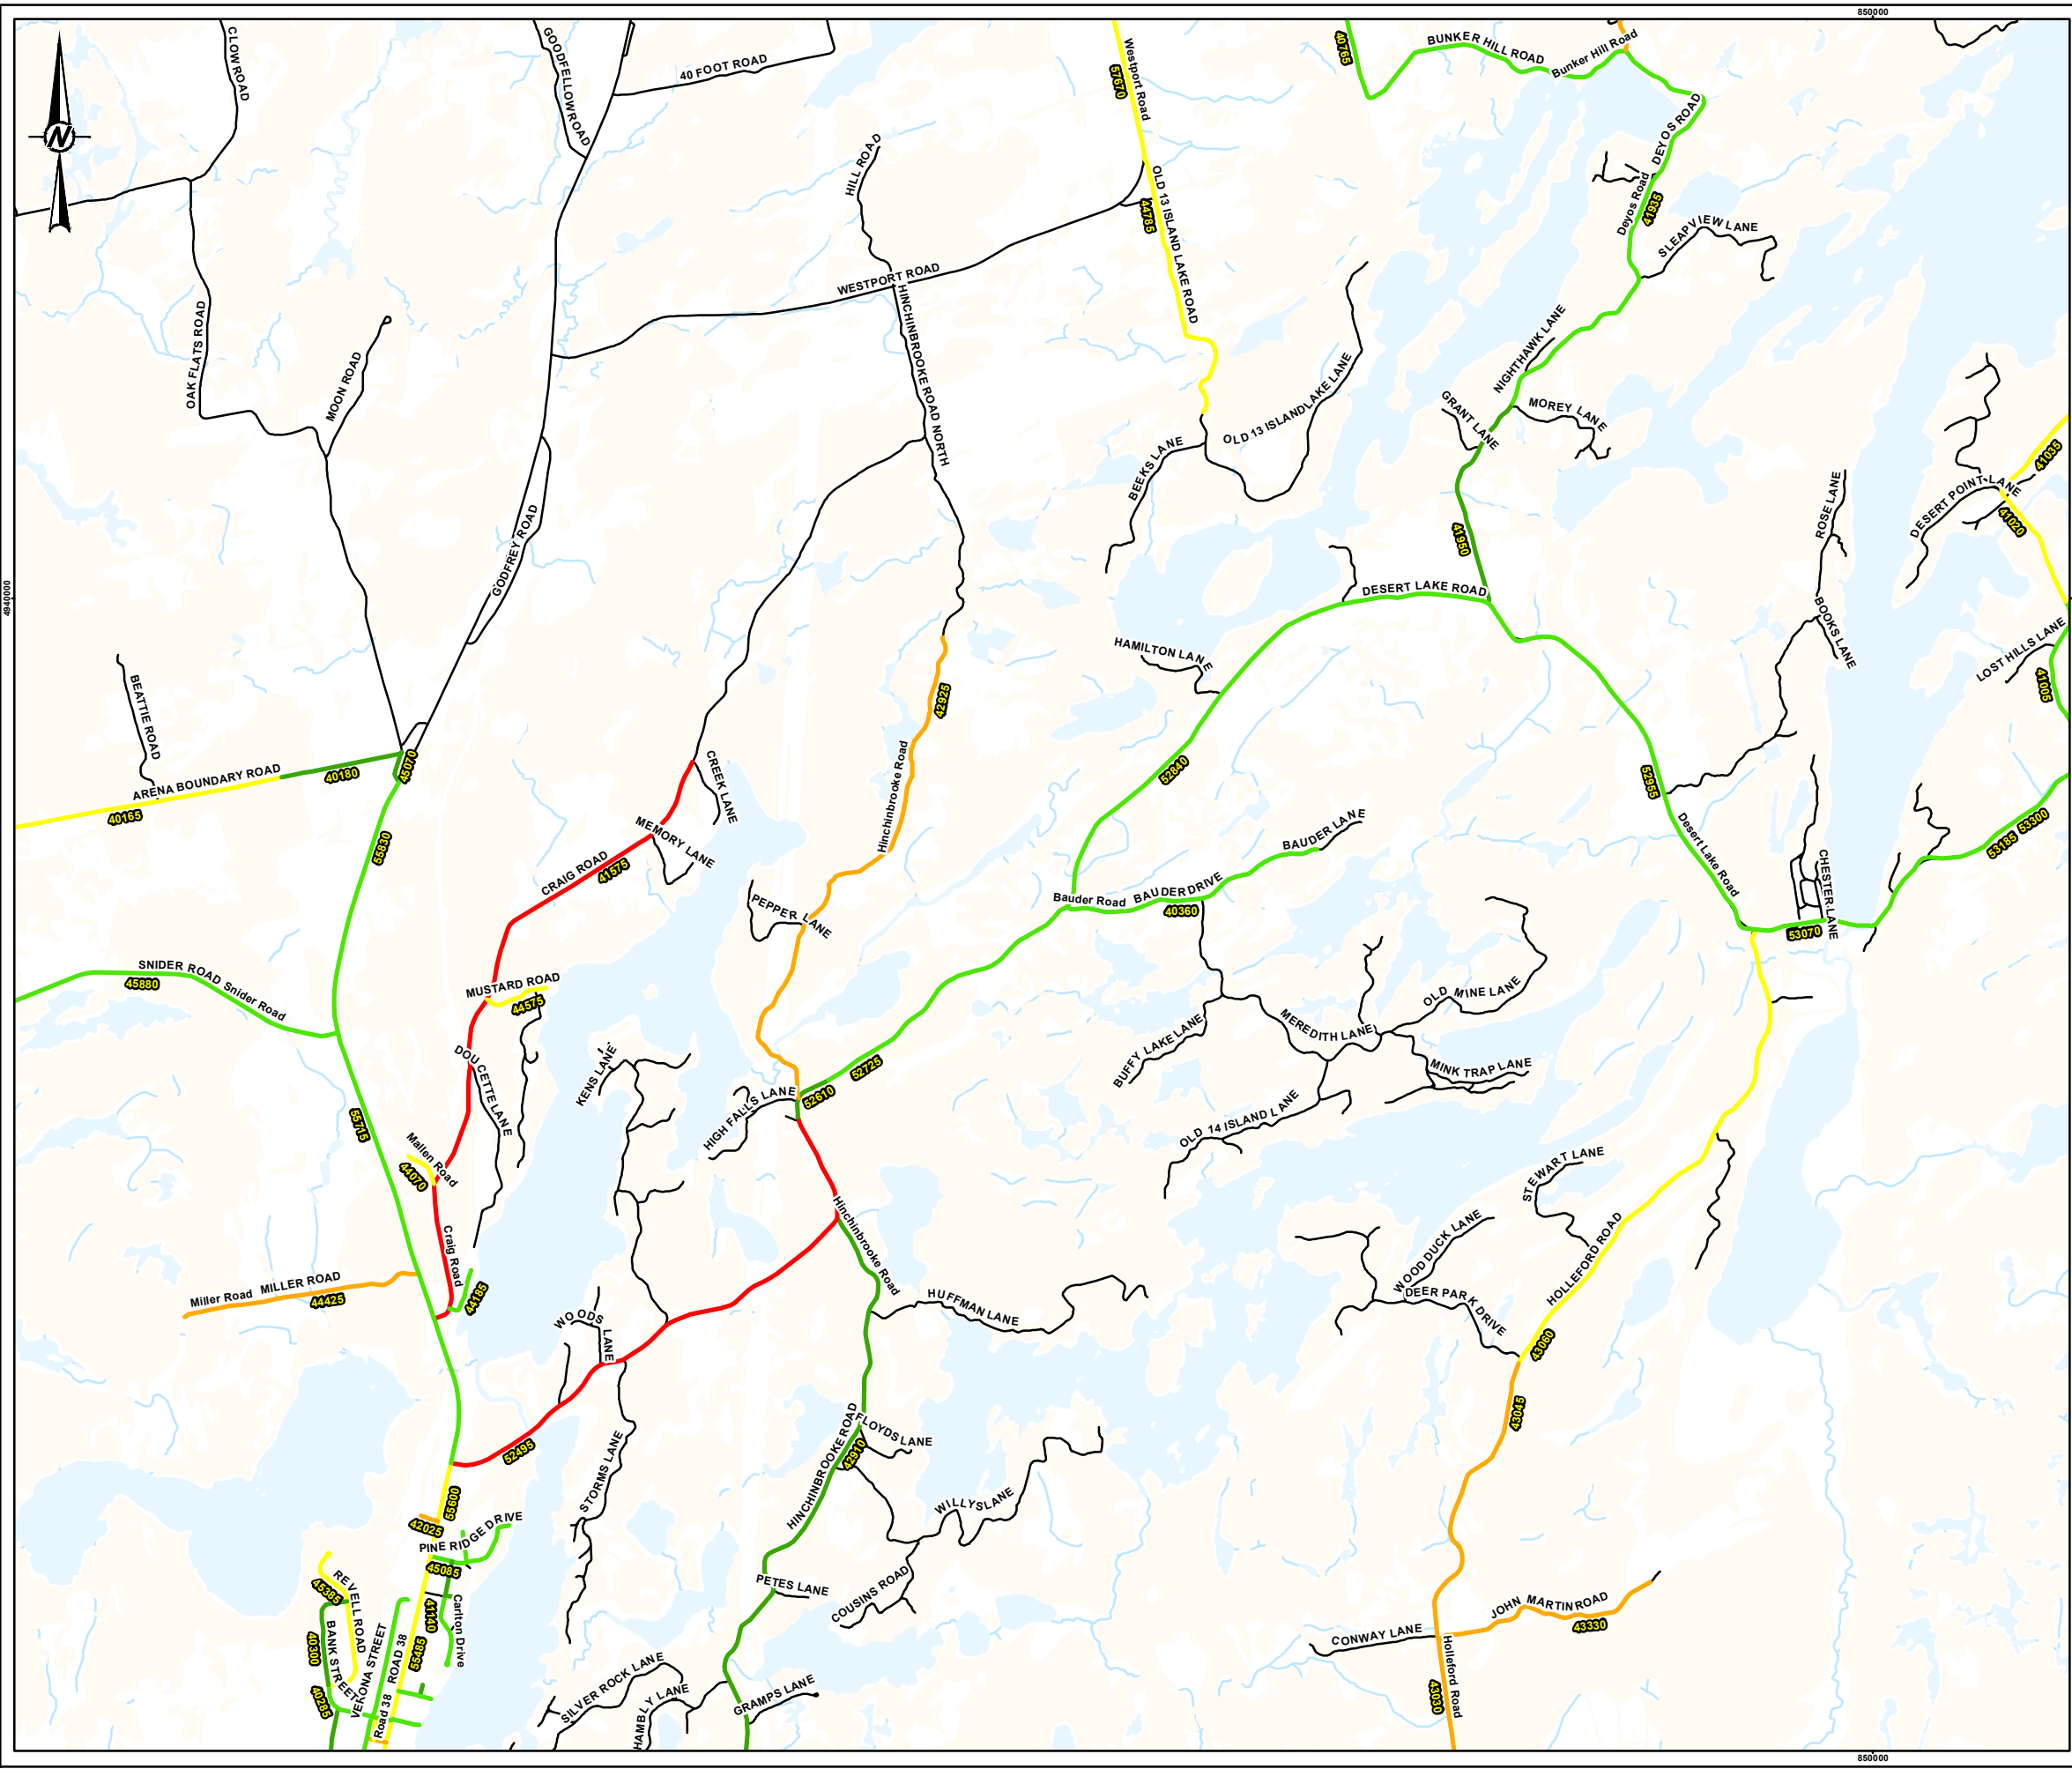 850000
CLOW ROAD
GOODFELLOW ROAD
40 FOOT ROAD
Westport Road
57670
40765
BUNKER HILL ROAD
Bunker Hill Road
N
HILL ROAD
DEYOS ROAD
Deyos Road
41935
OLD 13 ISLAND LAKE ROAD
44785
SLEAPVIEW LANE
WESTPORT ROAD
HINCHINBROOKE ROAD NORTH
OAK FLATS ROAD
MOON ROAD
NIGHTHAWK LANE
OLD 13 ISLANDLAKE LANE
GRANT LANE
MOREY LANE
BEEKS LANE
41035
DESERT POINT LANE
41020
ROSE LANE
GODFREY ROAD
41950
4940000
DESERT LAKE ROAD
BOOKS LANE
LOST HILLS LANE
41005
HAMILTON LANE
BEATTIE ROAD
42925
ARENA BOUNDARY ROAD
40180
45070
40165
52840
52955
CREEK LANE
Hinchinbrooke Road
MEMORY LANE
CRAIG ROAD
41575
55830
BAUDER LANE
Desert Lake Road
53185
53300
CHESTER LANE
Bauder Road
BAUDER DRIVE
40360
PEPPER LANE
53070
SNIDER ROAD
Snider Road
45880
MUSTARD ROAD
44575
OLD MINE LANE
MEREDITH LANE
BUFFY LAKE LANE
MINK TRAP LANE
DOUCETTE LANE
KENS LANE
52725
52610
HIGH FALLS LANE
OLD 14 ISLAND LANE
55715
Mallen Road
44070
STEWART LANE
Craig Road
Hinchinbrooke Road
WOODDUCK LANE
HOLLEFORD ROAD
Miller Road
MILLER ROAD
44425
44185
HUFFMAN LANE
DEER PARK DRIVE
WOODS LANE
43060
43045
52495
STORMS LANE
HINCHINBROOKE ROAD
FLOYDS LANE
42910
WILLYS LANE
55600
42025
PINE RIDGE DRIVE
45085
REVELL ROAD
45385
PETES LANE
COUSINS ROAD
JOHN MARTIN ROAD
43330
CONWAY LANE
41140
Carlton Drive
40300
BANK STREET
VERONA STREET
ROAD 38
55485
Holleford Road
43030
40285
Road 38
SILVER ROCK LANE
HAMBLY LANE
GRAMPS LANE
850000